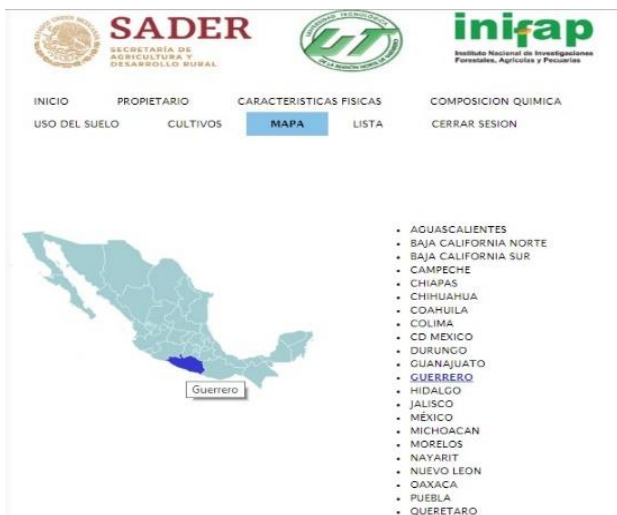 SADER
SECRETARÍA DE
AGRICULTURA Y
DESARROLLO RURAL
UT
inifap
Instituto Nacional de Investigaciones
Forestales, Agrícolas y Pecuarias
INICIO PROPIETARIO CARACTERISTICAS FISICAS COMPOSICION QUIMICA
USO DEL SUELO CULTIVOS MAPA LISTA CERRAR SESION
Guerrero
AGUASCALIENTES
BAJA CALIFORNIA NORTE
BAJA CALIFORNIA SUR
CAMPECHE
CHIAPAS
CHIHUAHUA
COAHUILA
COLIMA
CD MEXICO
DURUNGO
GUANAJUATO
GUERRERO
HIDALGO
JALISCO
MÉXICO
MICHOACAN
MORELOS
NAYARIT
NUEVO LEON
OAXACA
PUEBLA
QUERETARO